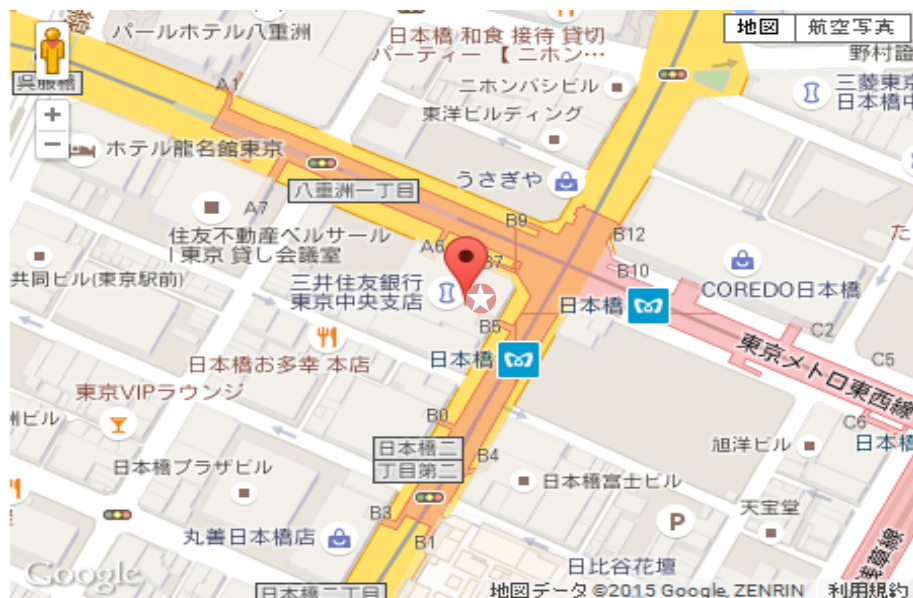 パールホテル八重洲
日本橋 和食 接待 貸切
パーティー 【 ニホン…
地図
航空写真
野村證
呉服橋
A1
ニホンバシビル
三菱東京
日本橋中
東洋ビルディング
ホテル龍名館東京
うさぎや
八重洲一丁目
A7
B9
B12
た
住友不動産ベルサール
東京 貸し会議室
A6
B7
B10
共同ビル(東京駅前)
三井住友銀行
東京中央支店
COREDO日本橋
日本橋
B5
C2
日本橋
東京メトロ東西線
C5
日本橋お多幸 本店
東京VIPラウンジ
B0
C6
州ビル
日本橋二
丁目第二
旭洋ビル
日本橋
B4
日本橋プラザビル
日本橋富士ビル
天宝堂
B3
P
丸善日本橋店
B1
浅草線
日比谷花壇
Google
日本橋二丁目
地図データ ©2015 Google, ZENRIN
利用規約